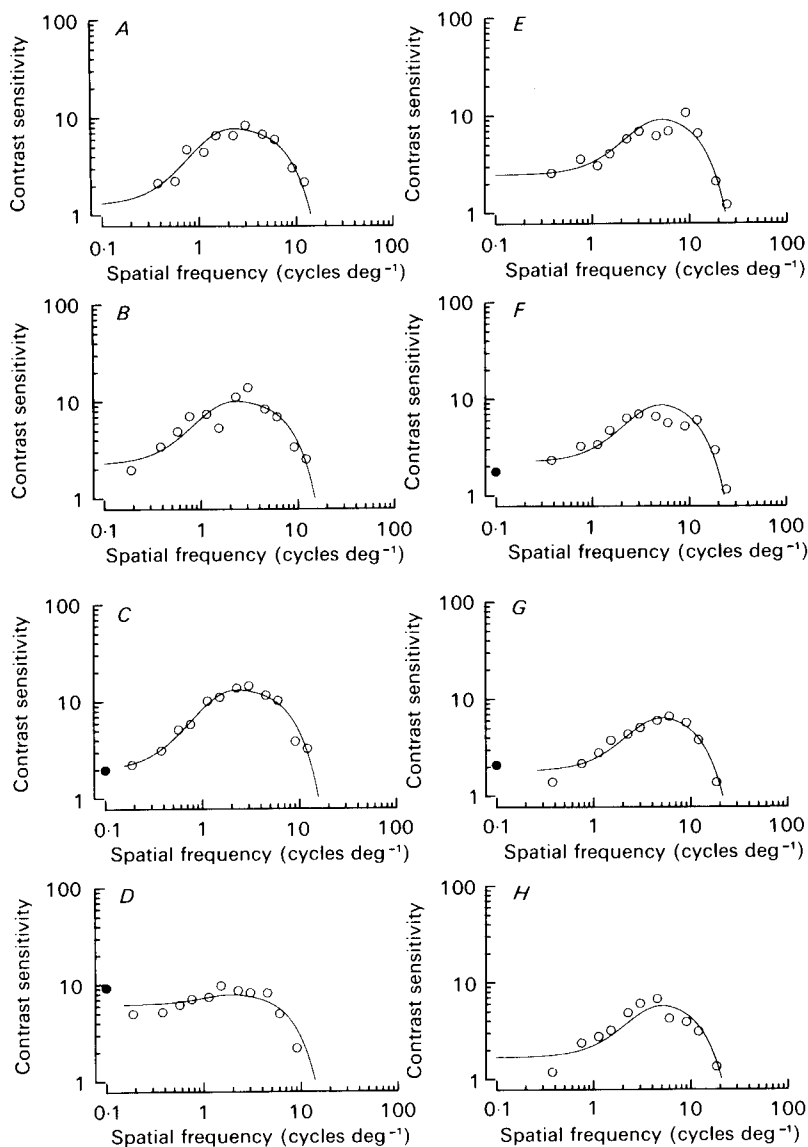 A
Contrast sensitivity
100
10
1
0·1 1 10 100
Spatial frequency (cycles deg⁻¹)
E
Contrast sensitivity
100
10
1
0·1 1 10 100
Spatial frequency (cycles deg⁻¹)
B
Contrast sensitivity
100
10
1
0·1 1 10 100
Spatial frequency (cycles deg⁻¹)
F
Contrast sensitivity
100
10
1
0·1 1 10 100
Spatial frequency (cycles deg⁻¹)
C
Contrast sensitivity
100
10
1
0·1 1 10 100
Spatial frequency (cycles deg⁻¹)
G
Contrast sensitivity
100
10
1
0·1 1 10 100
Spatial frequency (cycles deg⁻¹)
D
Contrast sensitivity
100
10
1
0·1 1 10 100
Spatial frequency (cycles deg⁻¹)
H
Contrast sensitivity
100
10
1
0·1 1 10 100
Spatial frequency (cycles deg⁻¹)